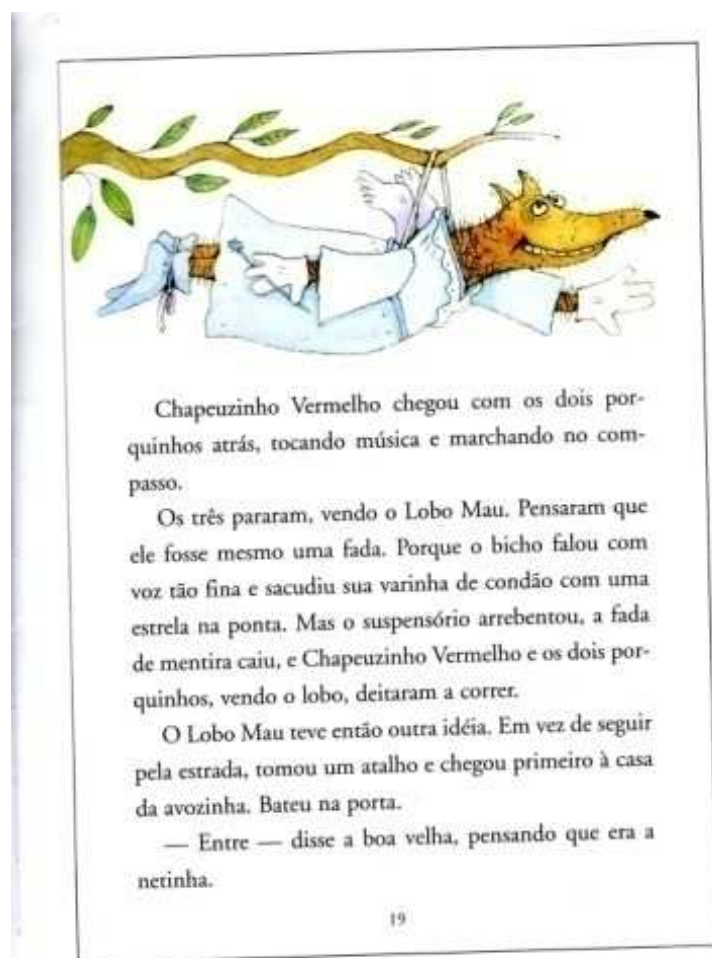 Chapeuzinho Vermelho chegou com os dois por-
quinhos atrás, tocando música e marchando no com-
passo.
Os três pararam, vendo o Lobo Mau. Pensaram que
ele fosse mesmo uma fada. Porque o bicho falou com
voz tão fina e sacudiu sua varinha de condão com uma
estrela na ponta. Mas o suspensório arrebentou, a fada
de mentira caiu, e Chapeuzinho Vermelho e os dois por-
quinhos, vendo o lobo, deitaram a correr.
O Lobo Mau teve então outra idéia. Em vez de seguir
pela estrada, tomou um atalho e chegou primeiro à casa
da avozinha. Bateu na porta.
— Entre — disse a boa velha, pensando que era a
netinha.
19